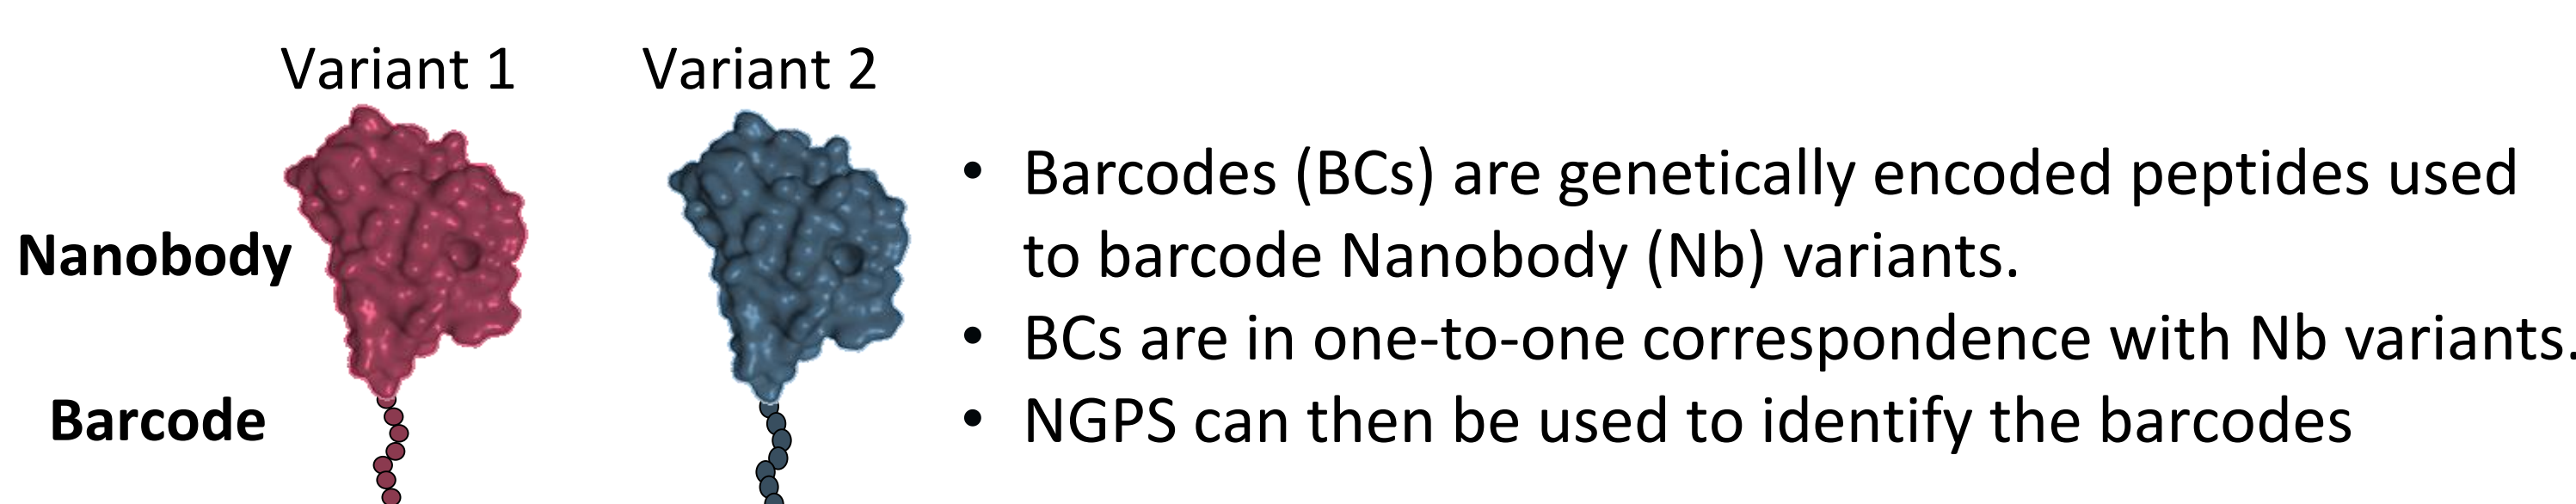 Variant 1
Variant 2
Nanobody
Barcode
• Barcodes (BCs) are genetically encoded peptides used
to barcode Nanobody (Nb) variants.
• BCs are in one-to-one correspondence with Nb variants.
• NGPS can then be used to identify the barcodes